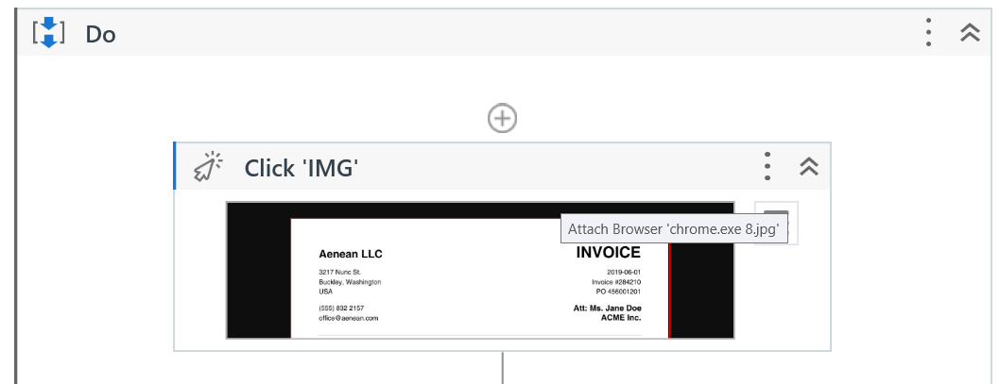 Do
Click 'IMG'
Attach Browser 'chrome.exe 8.jpg'
Aenean LLC
INVOICE
3217 Nunc St.
2019-06-01
Buckley, Washington
Invoice #284210
USA
PO 456001201
(555) 832 2157
Att: Ms. Jane Doe
office@aenean.com
ACME Inc.